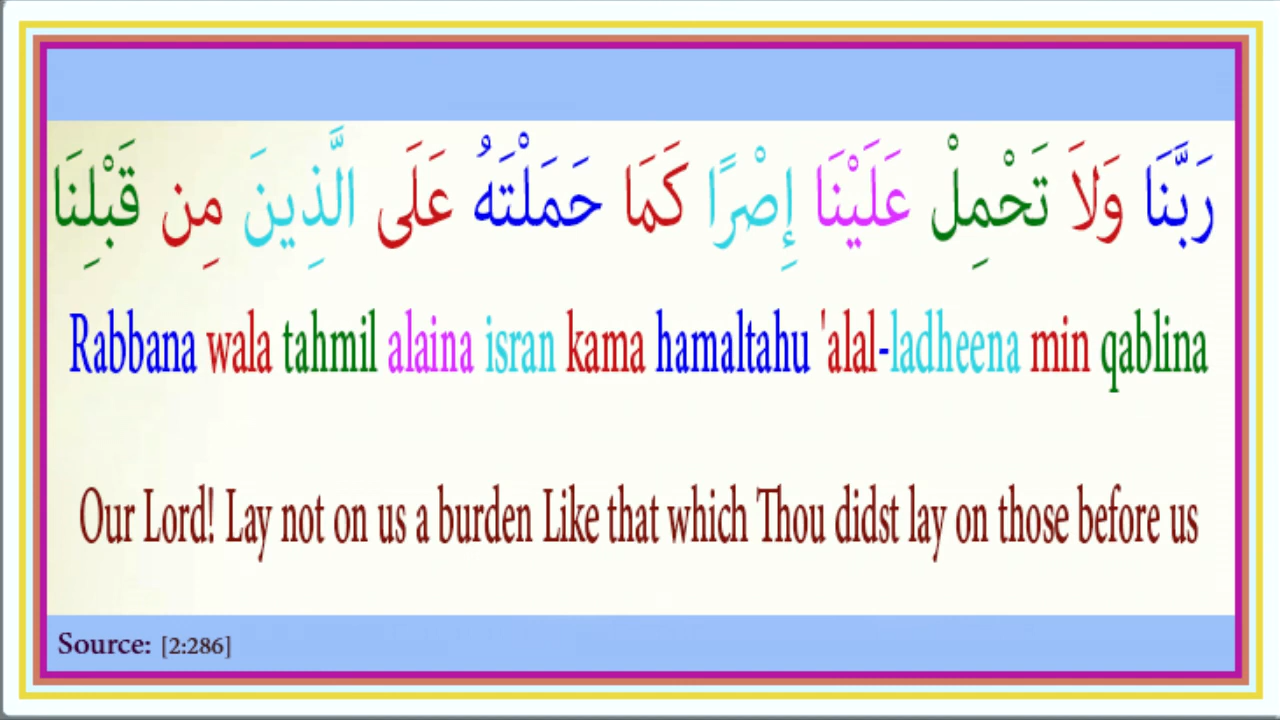 رَبَّنَا وَلاَ تَحْمِلْ عَلَيْنَا إِصْرًا كَمَا حَمَلْتَهُ عَلَى الَّذِينَ مِن قَبْلِنَا
Rabbana wala tahmil alaina isran kama hamaltahu 'alal-ladheena min qablina
Our Lord! Lay not on us a burden Like that which Thou didst lay on those before us
Source: [2:286]